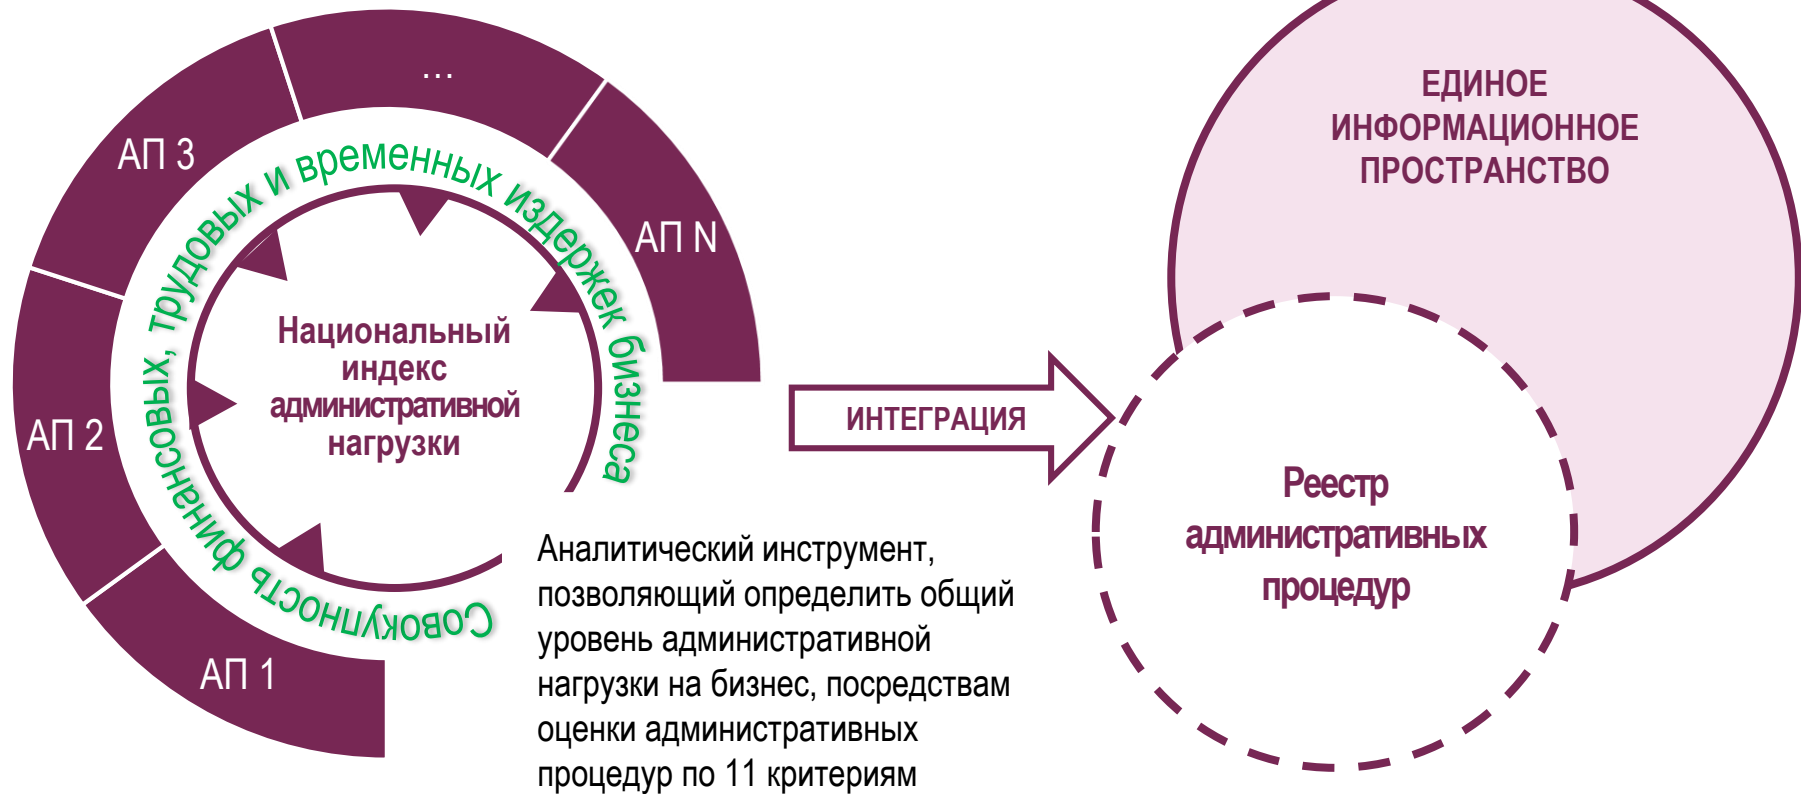 АП 1
АП 2
АП 3
...
АП N
Совокупность финансовых, трудовых и временных издержек бизнеса
Национальный
индекс
административной
нагрузки
Аналитический инструмент,
позволяющий определить общий
уровень административной
нагрузки на бизнес, посредствам
оценки административных
процедур по 11 критериям
ИНТЕГРАЦИЯ
ЕДИНОЕ
ИНФОРМАЦИОННОЕ
ПРОСТРАНСТВО
Реестр
административных
процедур